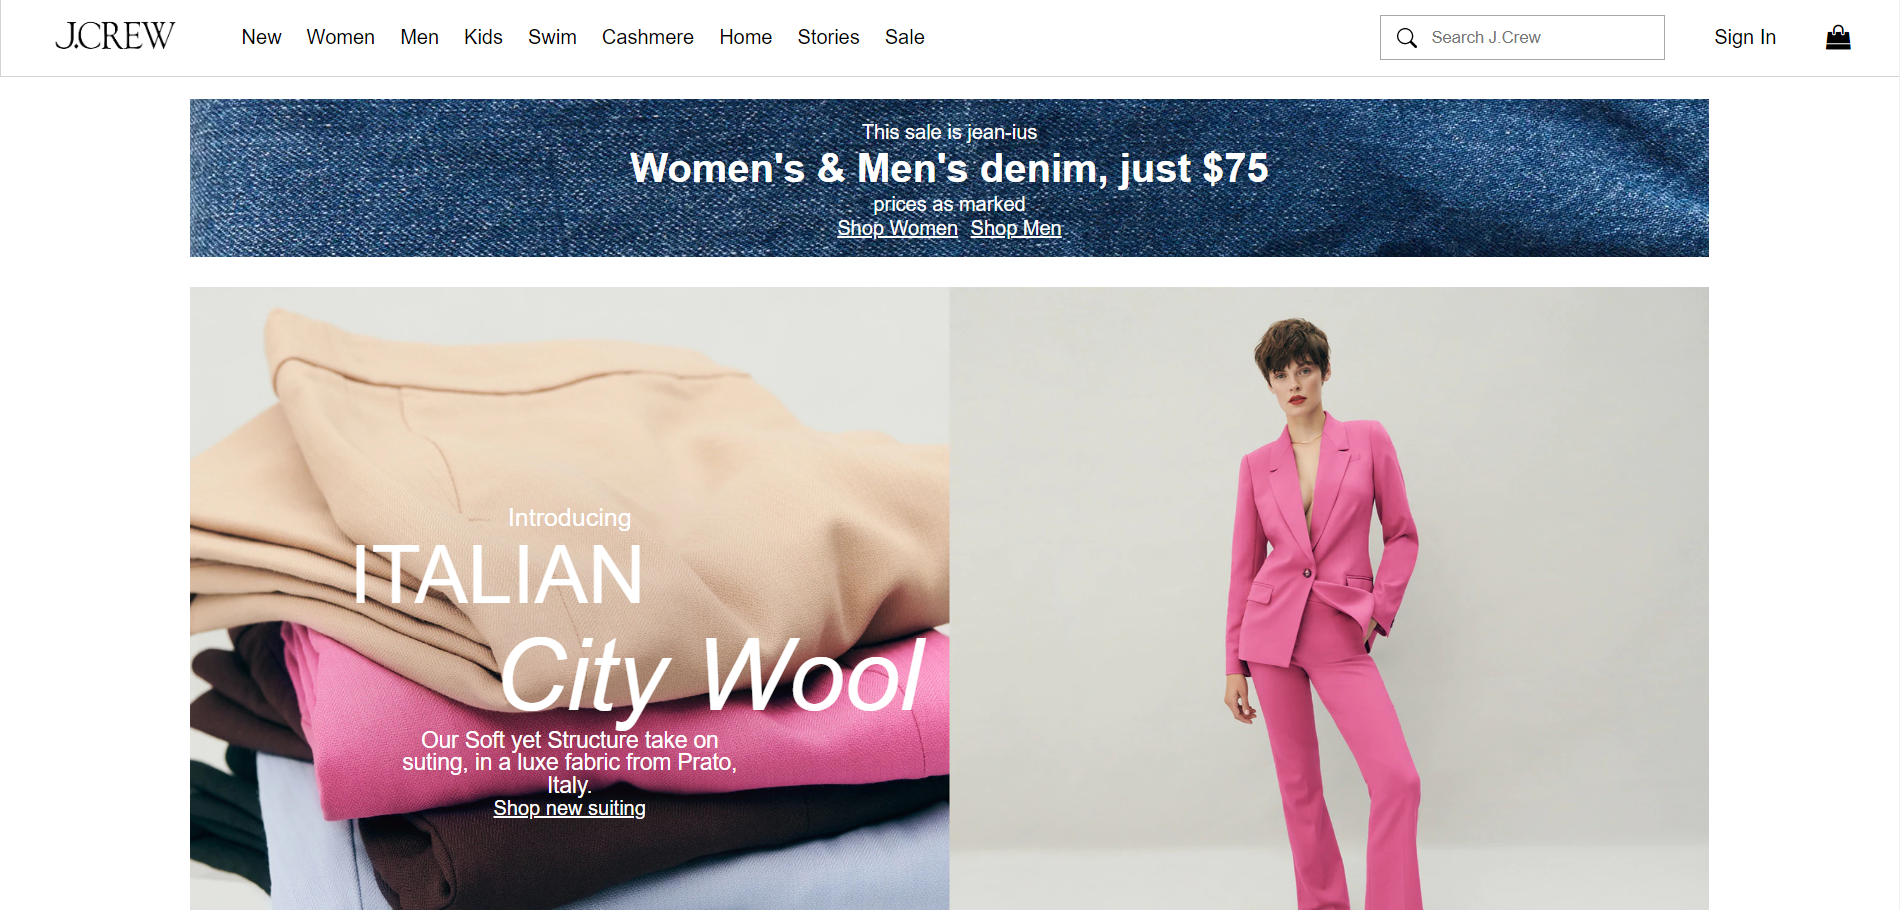 J.CREW
New Women Men Kids Swim Cashmere Home Stories Sale
Search J.Crew
Sign In
This sale is jean-ius
Women's & Men's denim, just $75
prices as marked
Shop Women Shop Men
Introducing
ITALIAN
City Wool
Our Soft yet Structure take on
suting, in a luxe fabric from Prato,
Italy.
Shop new suiting